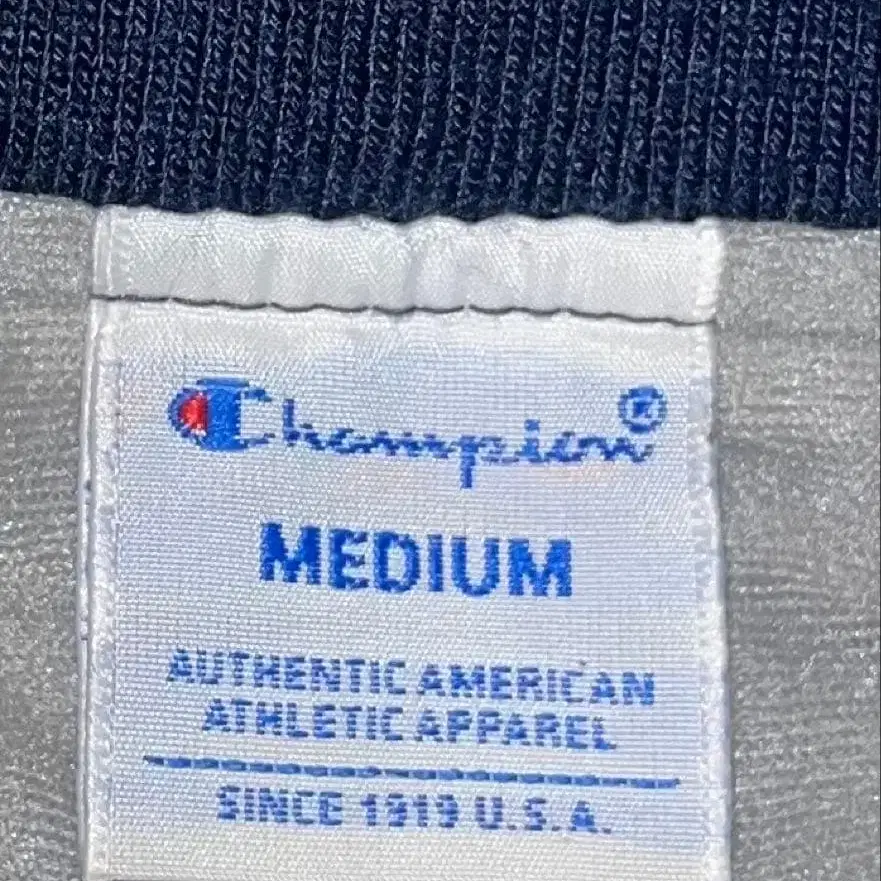 Champion®
MEDIUM
AUTHENTIC AMERICAN
ATHLETIC APPAREL
SINCE 1919 U.S.A.